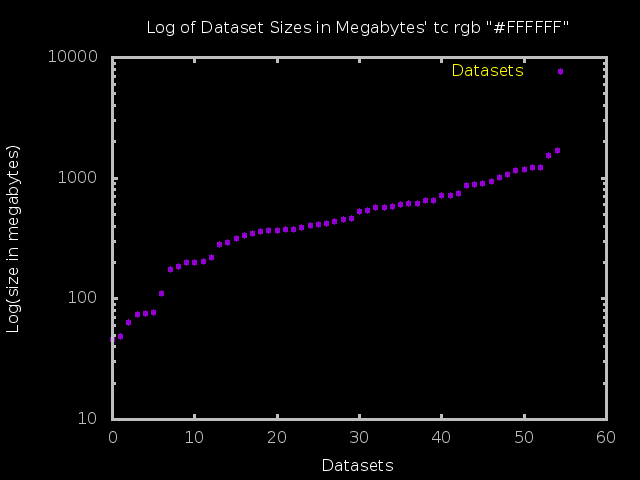 Log of Dataset Sizes in Megabytes' tc rgb "#FFFFFF"
Datasets
10000
1000
100
10
Log(size in megabytes)
0 10 20 30 40 50 60
Datasets